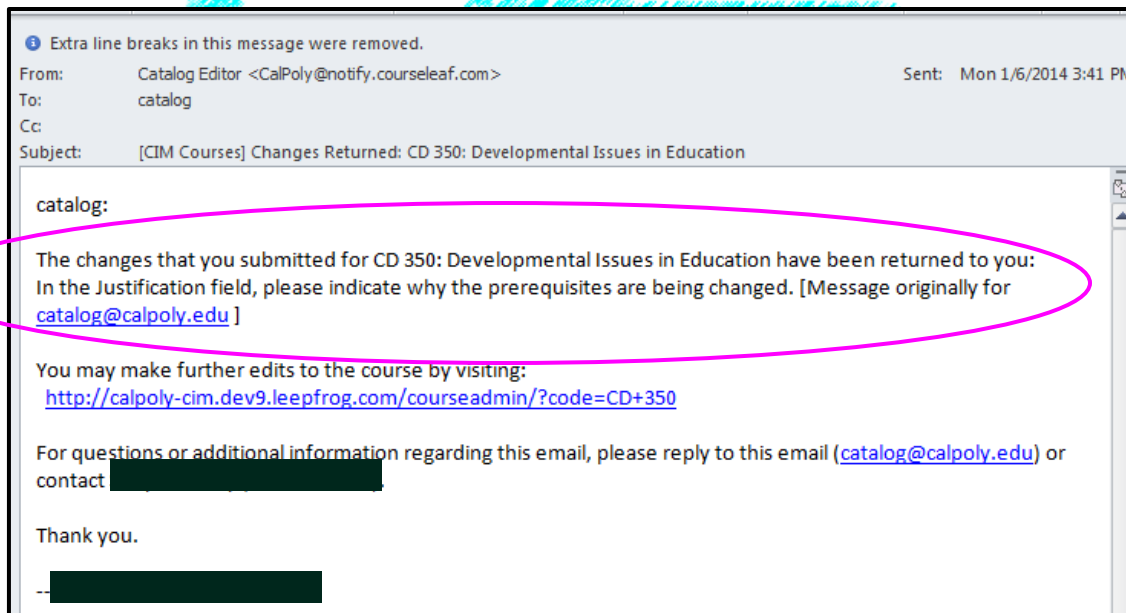 Extra line breaks in this message were removed.
From: Catalog Editor <CalPoly@notify.courseleaf.com> Sent: Mon 1/6/2014 3:41 PM
To: catalog
Cc:
Subject: [CIM Courses] Changes Returned: CD 350: Developmental Issues in Education
catalog:
The changes that you submitted for CD 350: Developmental Issues in Education have been returned to you:
In the Justification field, please indicate why the prerequisites are being changed. [Message originally for
catalog@calpoly.edu ]
You may make further edits to the course by visiting:
http://calpoly-cim.dev9.leepfrog.com/courseadmin/?code=CD+350
For questions or additional information regarding this email, please reply to this email (catalog@calpoly.edu) or
contact
Thank you.
--